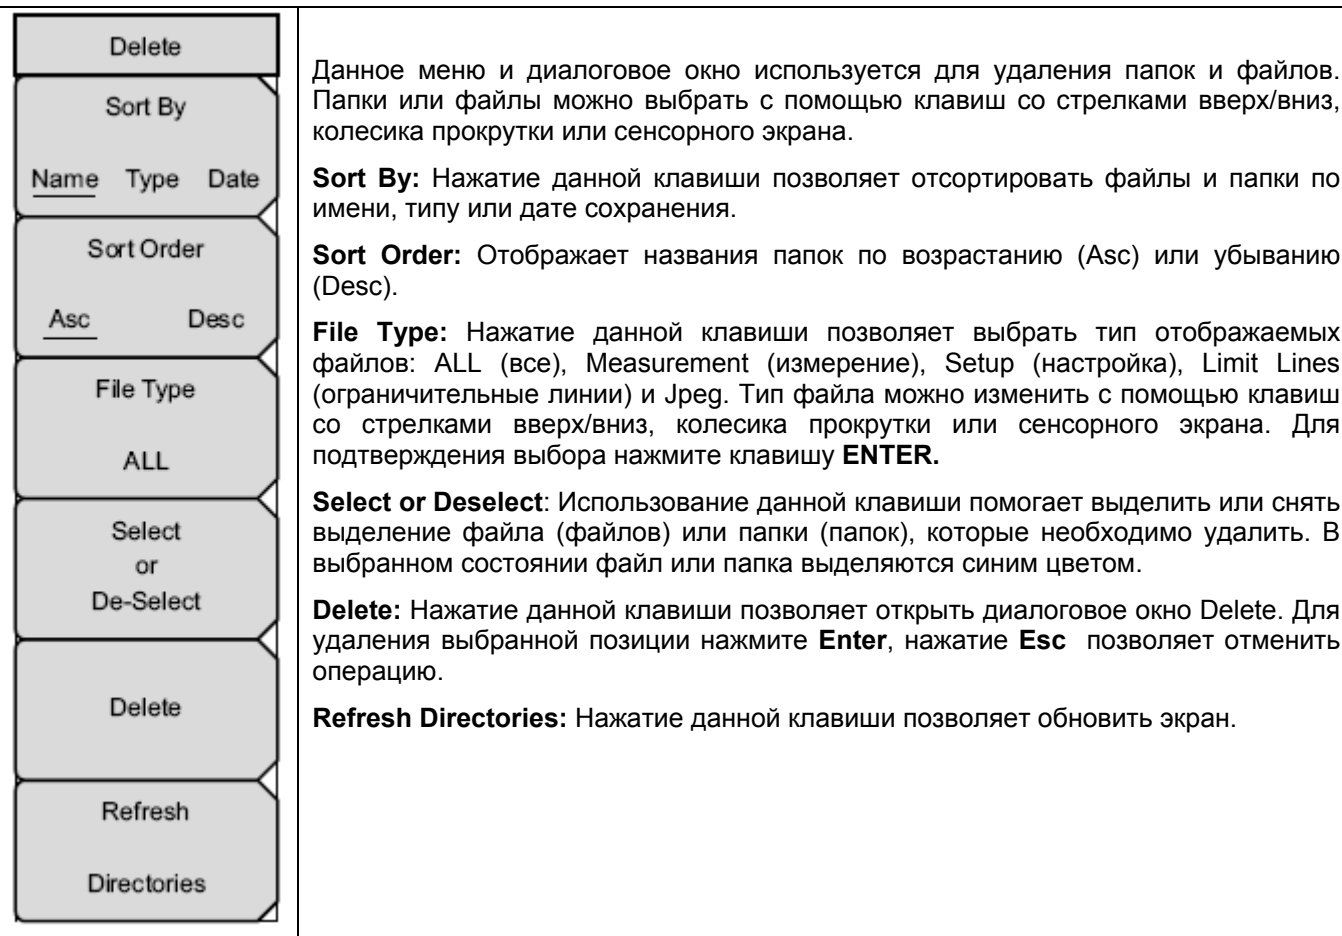 Delete
Sort By
Name Type Date
Sort Order
Asc Desc
File Type
ALL
Select
or
De-Select
Delete
Refresh
Directories
Данное меню и диалоговое окно используется для удаления папок и файлов.
Папки или файлы можно выбрать с помощью клавиш со стрелками вверх/вниз,
колесика прокрутки или сенсорного экрана.
Sort By: Нажатие данной клавиши позволяет отсортировать файлы и папки по
имени, типу или дате сохранения.
Sort Order: Отображает названия папок по возрастанию (Asc) или убыванию
(Desc).
File Type: Нажатие данной клавиши позволяет выбрать тип отображаемых
файлов: ALL (все), Measurement (измерение), Setup (настройка), Limit Lines
(ограничительные линии) и Jpeg. Тип файла можно изменить с помощью клавиш
со стрелками вверх/вниз, колесика прокрутки или сенсорного экрана. Для
подтверждения выбора нажмите клавишу ENTER.
Select or Deselect: Использование данной клавиши помогает выделить или снять
выделение файла (файлов) или папки (папок), которые необходимо удалить. В
выбранном состоянии файл или папка выделяются синим цветом.
Delete: Нажатие данной клавиши позволяет открыть диалоговое окно Delete. Для
удаления выбранной позиции нажмите Enter, нажатие Esc позволяет отменить
операцию.
Refresh Directories: Нажатие данной клавиши позволяет обновить экран.